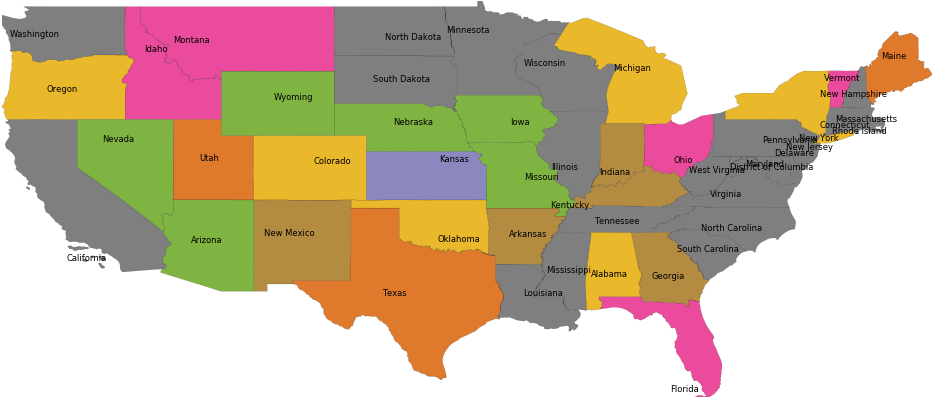 Washington
Montana
Idaho
North Dakota
Minnesota
Wisconsin
Michigan
Maine
Vermont
New Hampshire
Oregon
Wyoming
South Dakota
Nebraska
Iowa
Massachusetts
Connecticut
Rhode Island
New York
Pennsylvania
New Jersey
Delaware
Maryland
District of Columbia
West Virginia
Virginia
Nevada
Utah
Colorado
Kansas
Missouri
Illinois
Indiana
Ohio
Kentucky
California
Arizona
New Mexico
Oklahoma
Arkansas
Tennessee
North Carolina
South Carolina
Texas
Louisiana
Mississippi
Alabama
Georgia
Florida